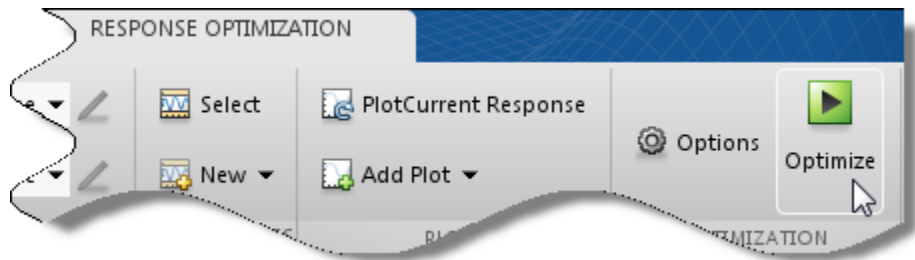 RESPONSE OPTIMIZATION
Select
PlotCurrent Response
Options
Optimize
New
Add Plot